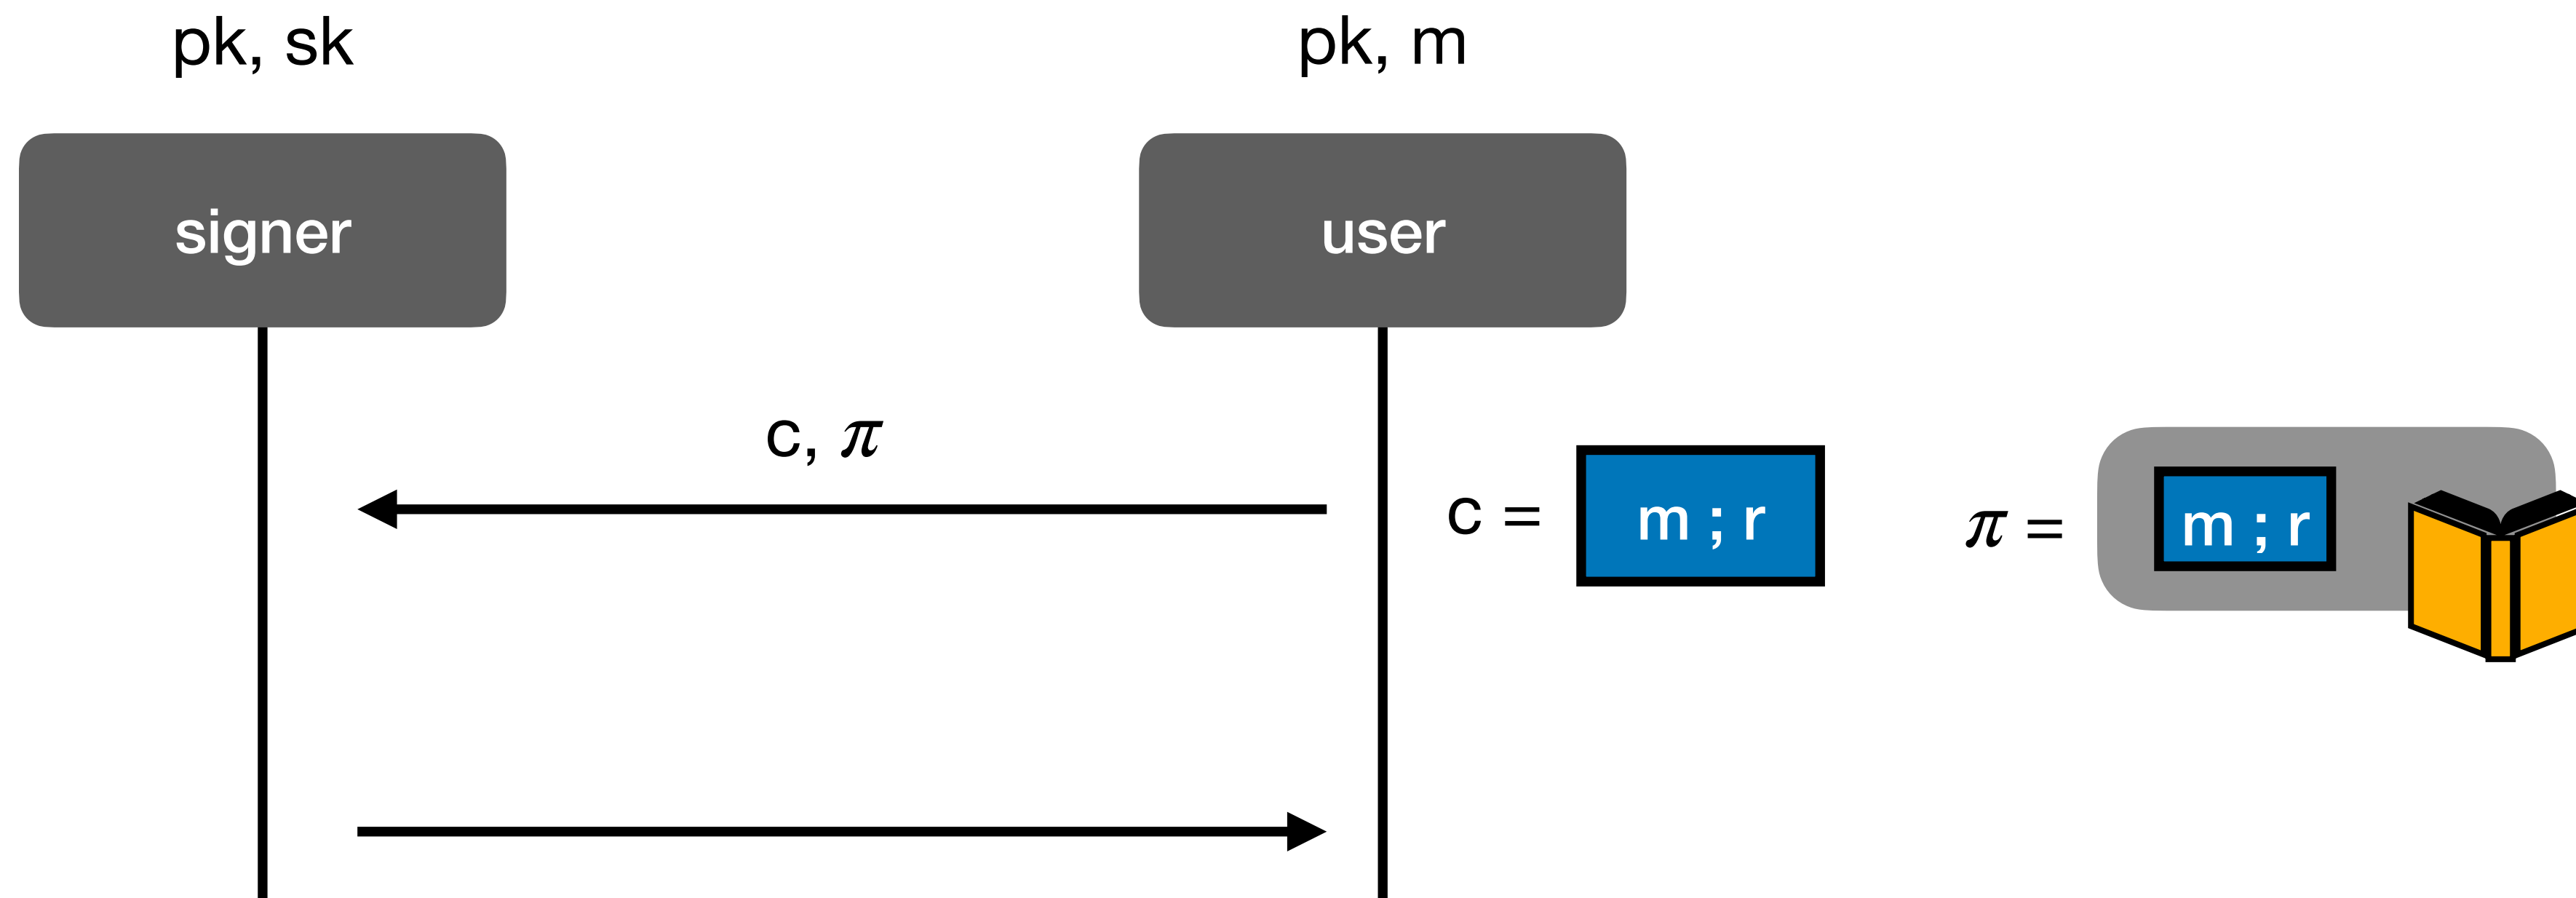 pk, sk
pk, m
signer
user
c, π
c = m ; r
π = m ; r